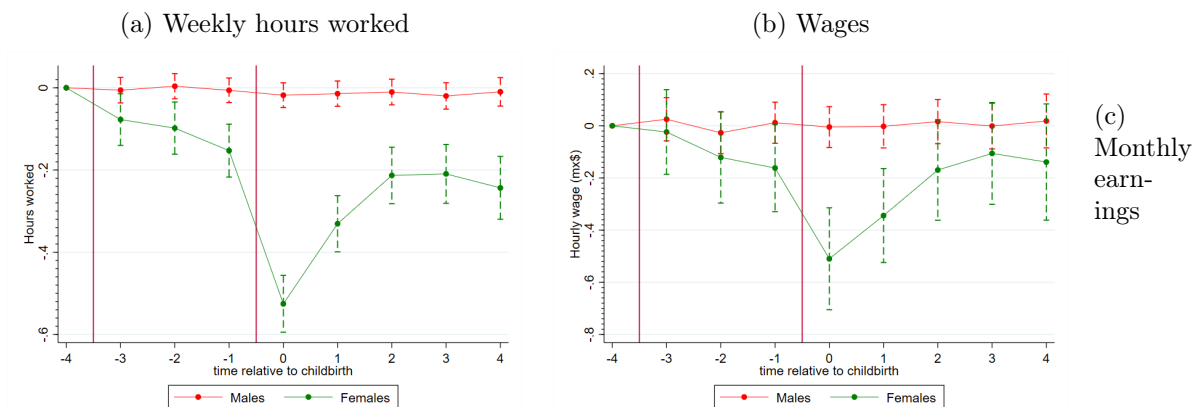 (a) Weekly hours worked
Hours worked
0
-.2
-.4
-.6
-4 -3 -2 -1 0 1 2 3 4
time relative to childbirth
Males Females
(b) Wages
Hourly wage (mx$)
.2
0
-.2
-.4
-.6
-.8
-4 -3 -2 -1 0 1 2 3 4
time relative to childbirth
Males Females
(c)
Monthly
earn-
ings